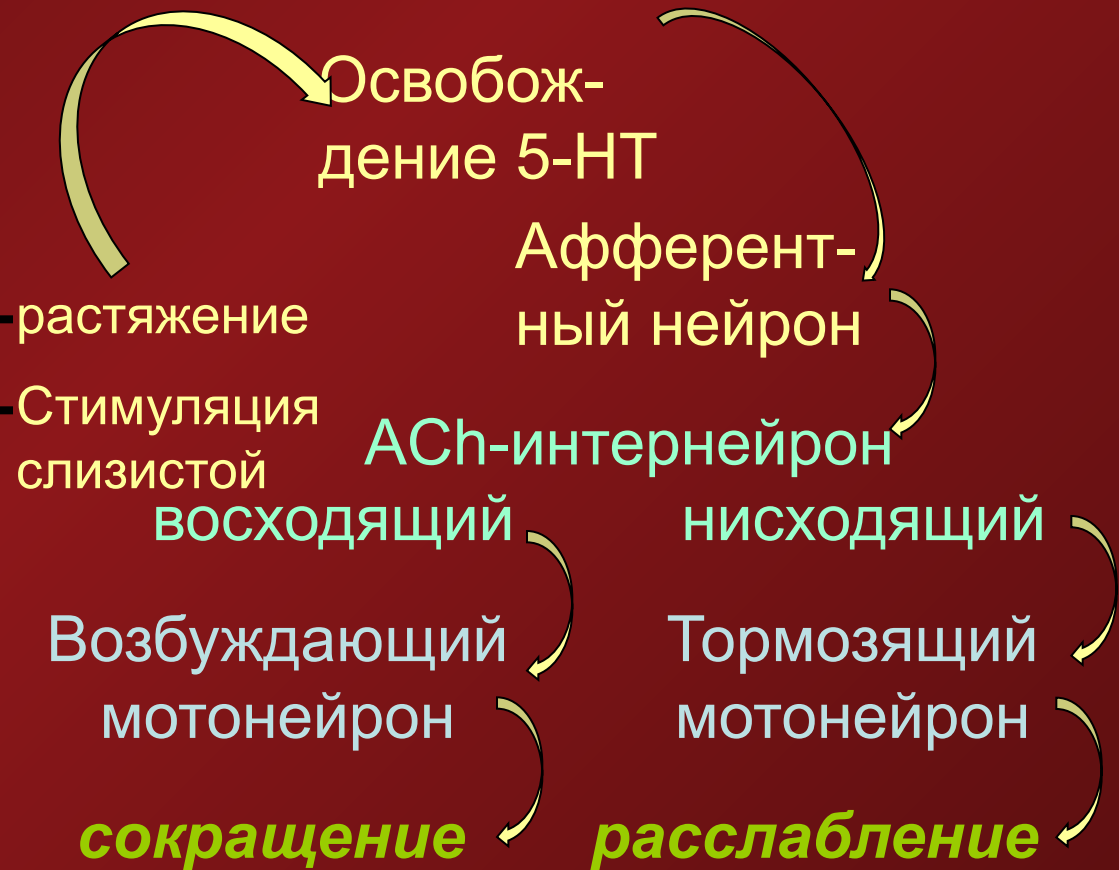 Освобож-
дение 5-НТ
Афферент-
ный нейрон
-растяжение
-Стимуляция
слизистой
ACh-интернейрон
восходящий
нисходящий
Возбуждающий
мотонейрон
Тормозящий
мотонейрон
сокращение
расслабление